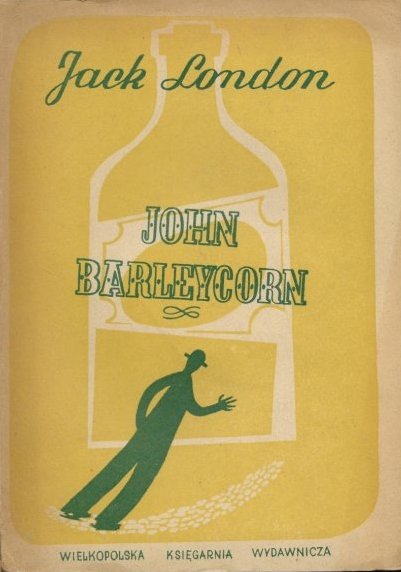 Jack London
JOHN
BARLEYCORN
WIELKOPOLSKA KSIĘGARNIA WYDAWNICZA